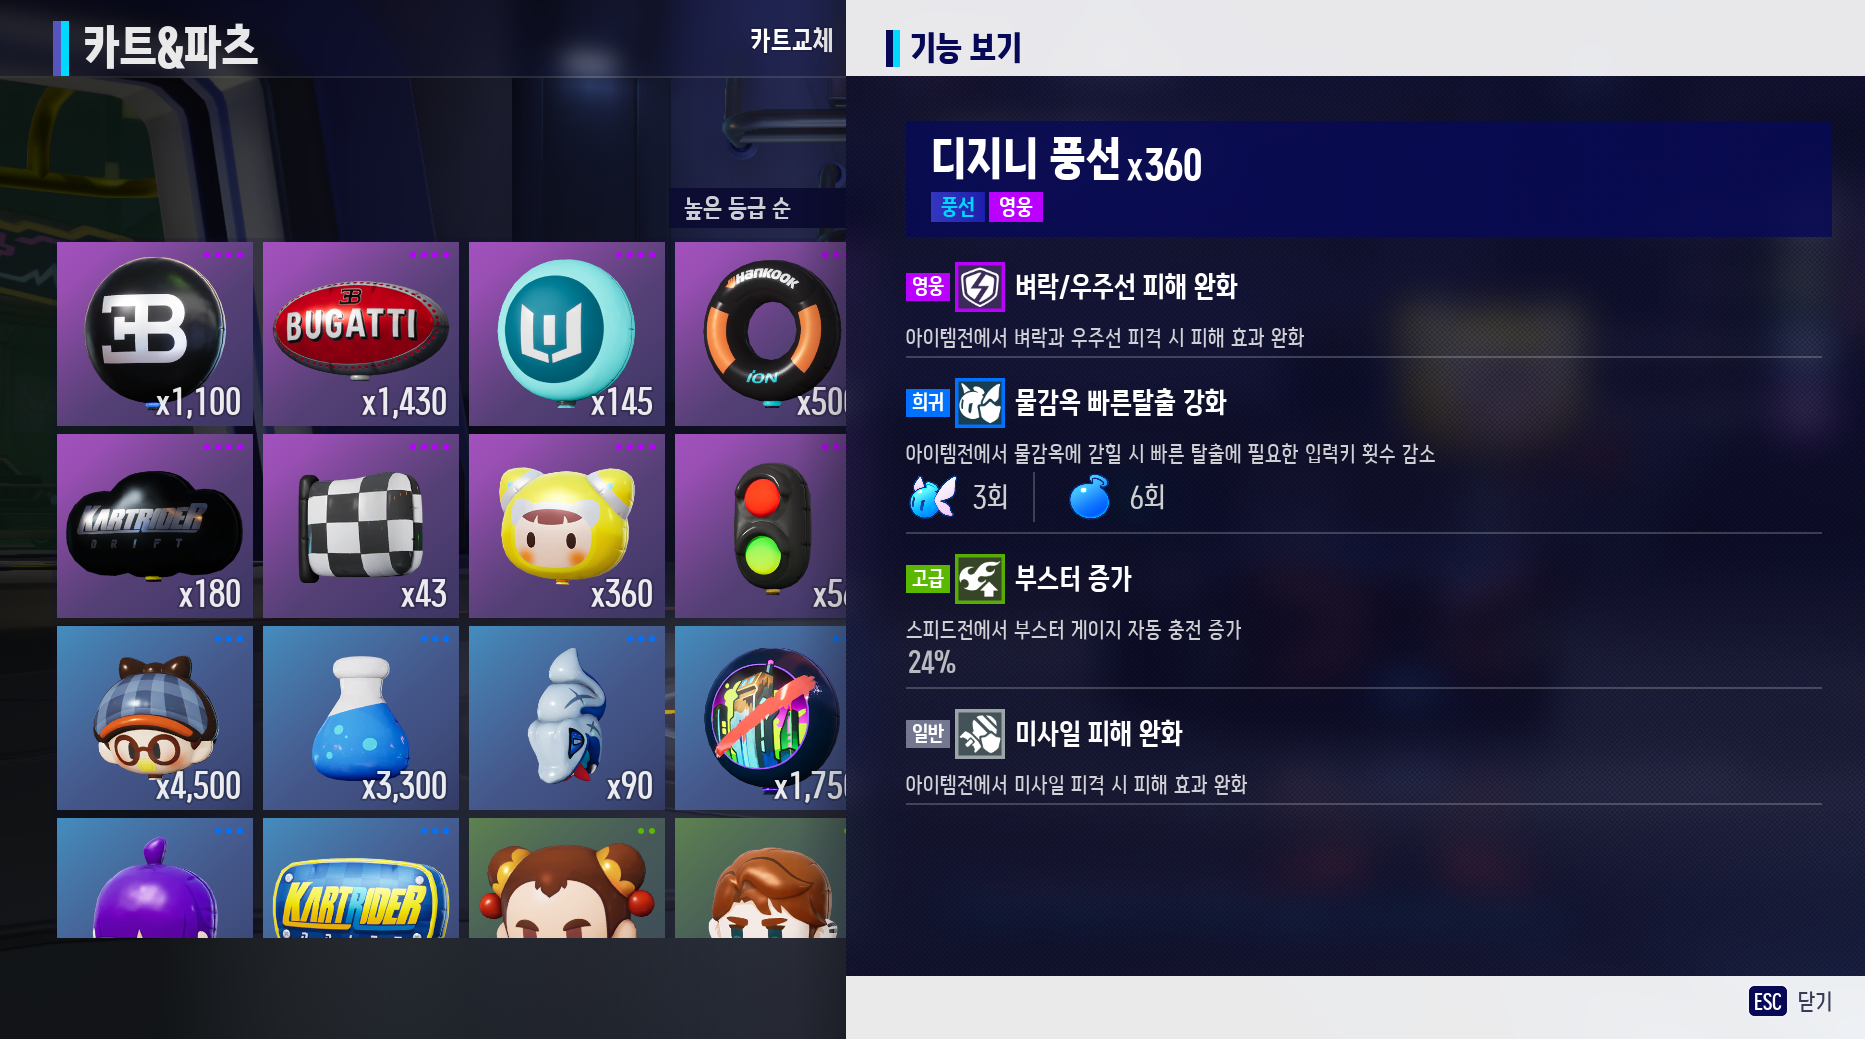 카트&파츠
카트교체
높은 등급 순
x1,100
BUGATTI
x1,430
x145
HANKOOK
iON
x500
KARTRIDER
DRIFT
x180
x43
x360
x4,500
x3,300
x90
x1,750
KARTRIDER
기능 보기
디지니 풍선 x360
풍선 영웅
영웅 벼락/우주선 피해 완화
아이템전에서 벼락과 우주선 피격 시 피해 효과 완화
희귀 물감옥 빠른탈출 강화
아이템전에서 물감옥에 갇힐 시 빠른 탈출에 필요한 입력키 횟수 감소
3회 6회
고급 부스터 증가
스피드전에서 부스터 게이지 자동 충전 증가
24%
일반 미사일 피해 완화
아이템전에서 미사일 피격 시 피해 효과 완화
ESC 닫기